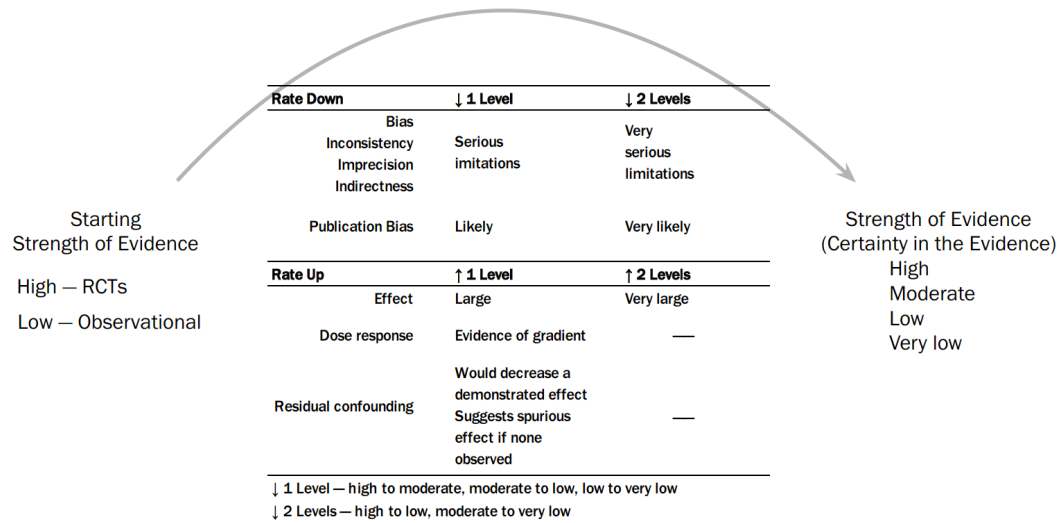 Rate Down ↓ 1 Level ↓ 2 Levels
Bias
Inconsistency
Imprecision
Indirectness
Serious
imitations
Very
serious
limitations
Publication Bias Likely Very likely
Rate Up ↑ 1 Level ↑ 2 Levels
Effect Large Very large
Dose response Evidence of gradient —
Residual confounding
Would decrease a
demonstrated effect
Suggests spurious
effect if none
observed
—
↓ 1 Level — high to moderate, moderate to low, low to very low
↓ 2 Levels — high to low, moderate to very low
Starting
Strength of Evidence
High — RCTs
Low — Observational
Strength of Evidence
(Certainty in the Evidence)
High
Moderate
Low
Very low